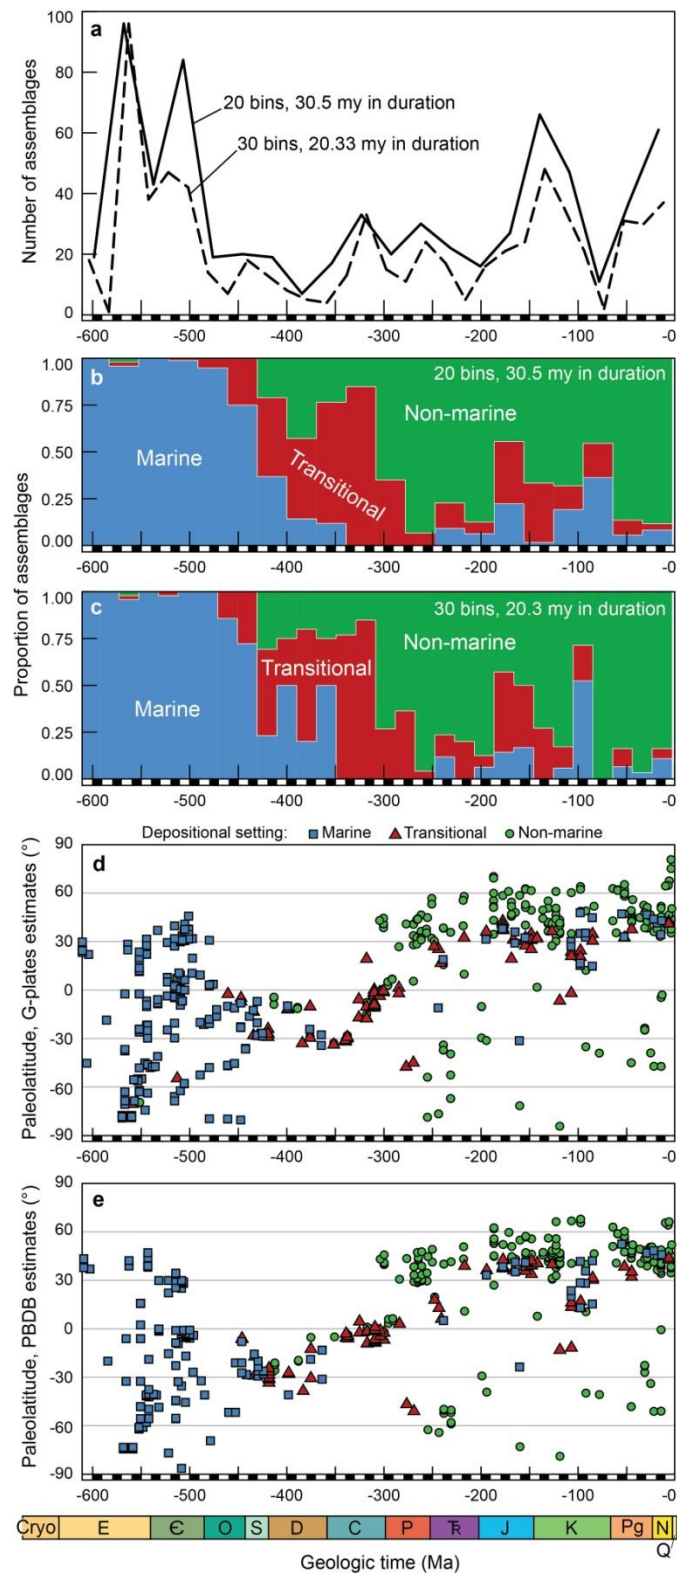 a
Number of assemblages
100
80
60
40
20
0
20 bins, 30.5 my in duration
30 bins, 20.33 my in duration
-600 -500 -400 -300 -200 -100 -0
Proportion of assemblages
b
1.00
0.75
0.50
0.25
0.00
20 bins, 30.5 my in duration
Non-marine
Marine
Transitional
-600 -500 -400 -300 -200 -100 -0
c
1.00
0.75
0.50
0.25
0.00
30 bins, 20.3 my in duration
Non-marine
Transitional
Marine
-600 -500 -400 -300 -200 -100 -0
Depositional setting: Marine Transitional Non-marine
d
Paleolatitude, G-plates estimates (°)
90
60
30
0
-30
-60
-90
-600 -500 -400 -300 -200 -100 -0
e
Paleolatitude, PBDB estimates (°)
90
60
30
0
-30
-60
-90
-600 -500 -400 -300 -200 -100 -0
Cryo E Ꞓ O S D C P TR J K Pg N
Q
Geologic time (Ma)